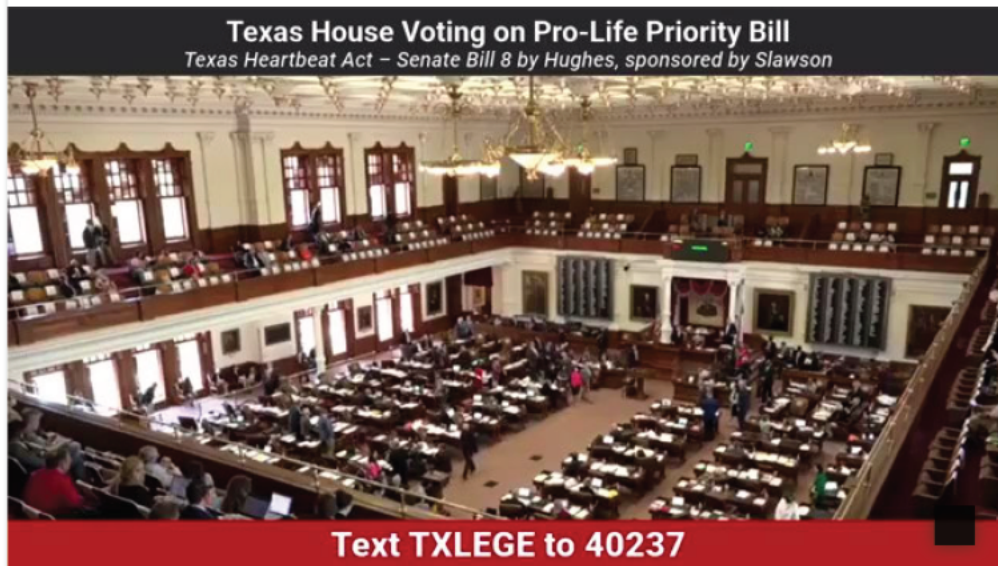 Texas House Voting on Pro-Life Priority Bill
Texas Heartbeat Act – Senate Bill 8 by Hughes, sponsored by Slawson
Text TXLEGE to 40237